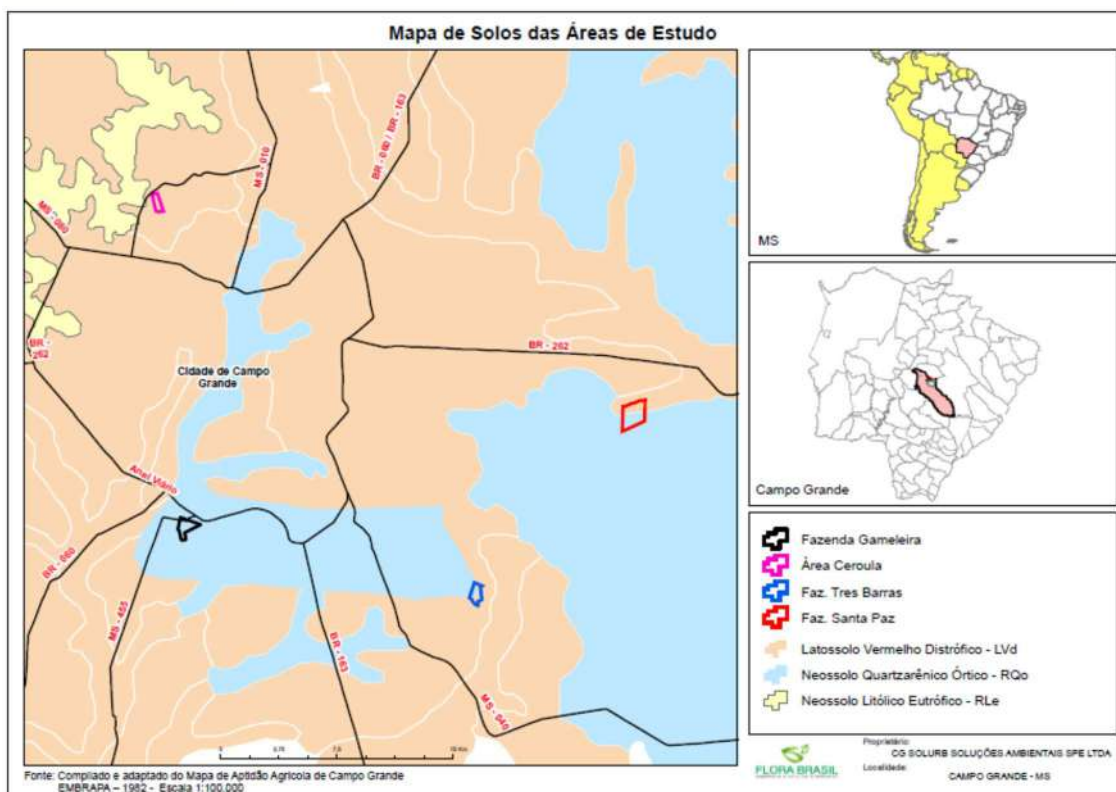 Mapa de Solos das Áreas de Estudo
BR - 060 / BR - 163
MS - 010
MS - 080
BR - 262
BR - 262
Cidade de Campo
Grande
Anel Viário
BR - 060
MS - 455
BR - 163
MS - 040
10 Km
Fonte: Compilado e adaptado do Mapa de Aptidão Agrícola de Campo Grande
EMBRAPA – 1982 - Escala 1:100.000
MS
Campo Grande
Fazenda Gameleira
Área Ceroula
Faz. Tres Barras
Faz. Santa Paz
Latossolo Vermelho Distrófico - LVd
Neossolo Quartzarênico Órtico - RQo
Neossolo Litólico Eutrófico - RLe
FLORA BRASIL
Proprietário:
CG SOLURB SOLUÇÕES AMBIENTAIS SPE LTDA
Localidade:
CAMPO GRANDE - MS